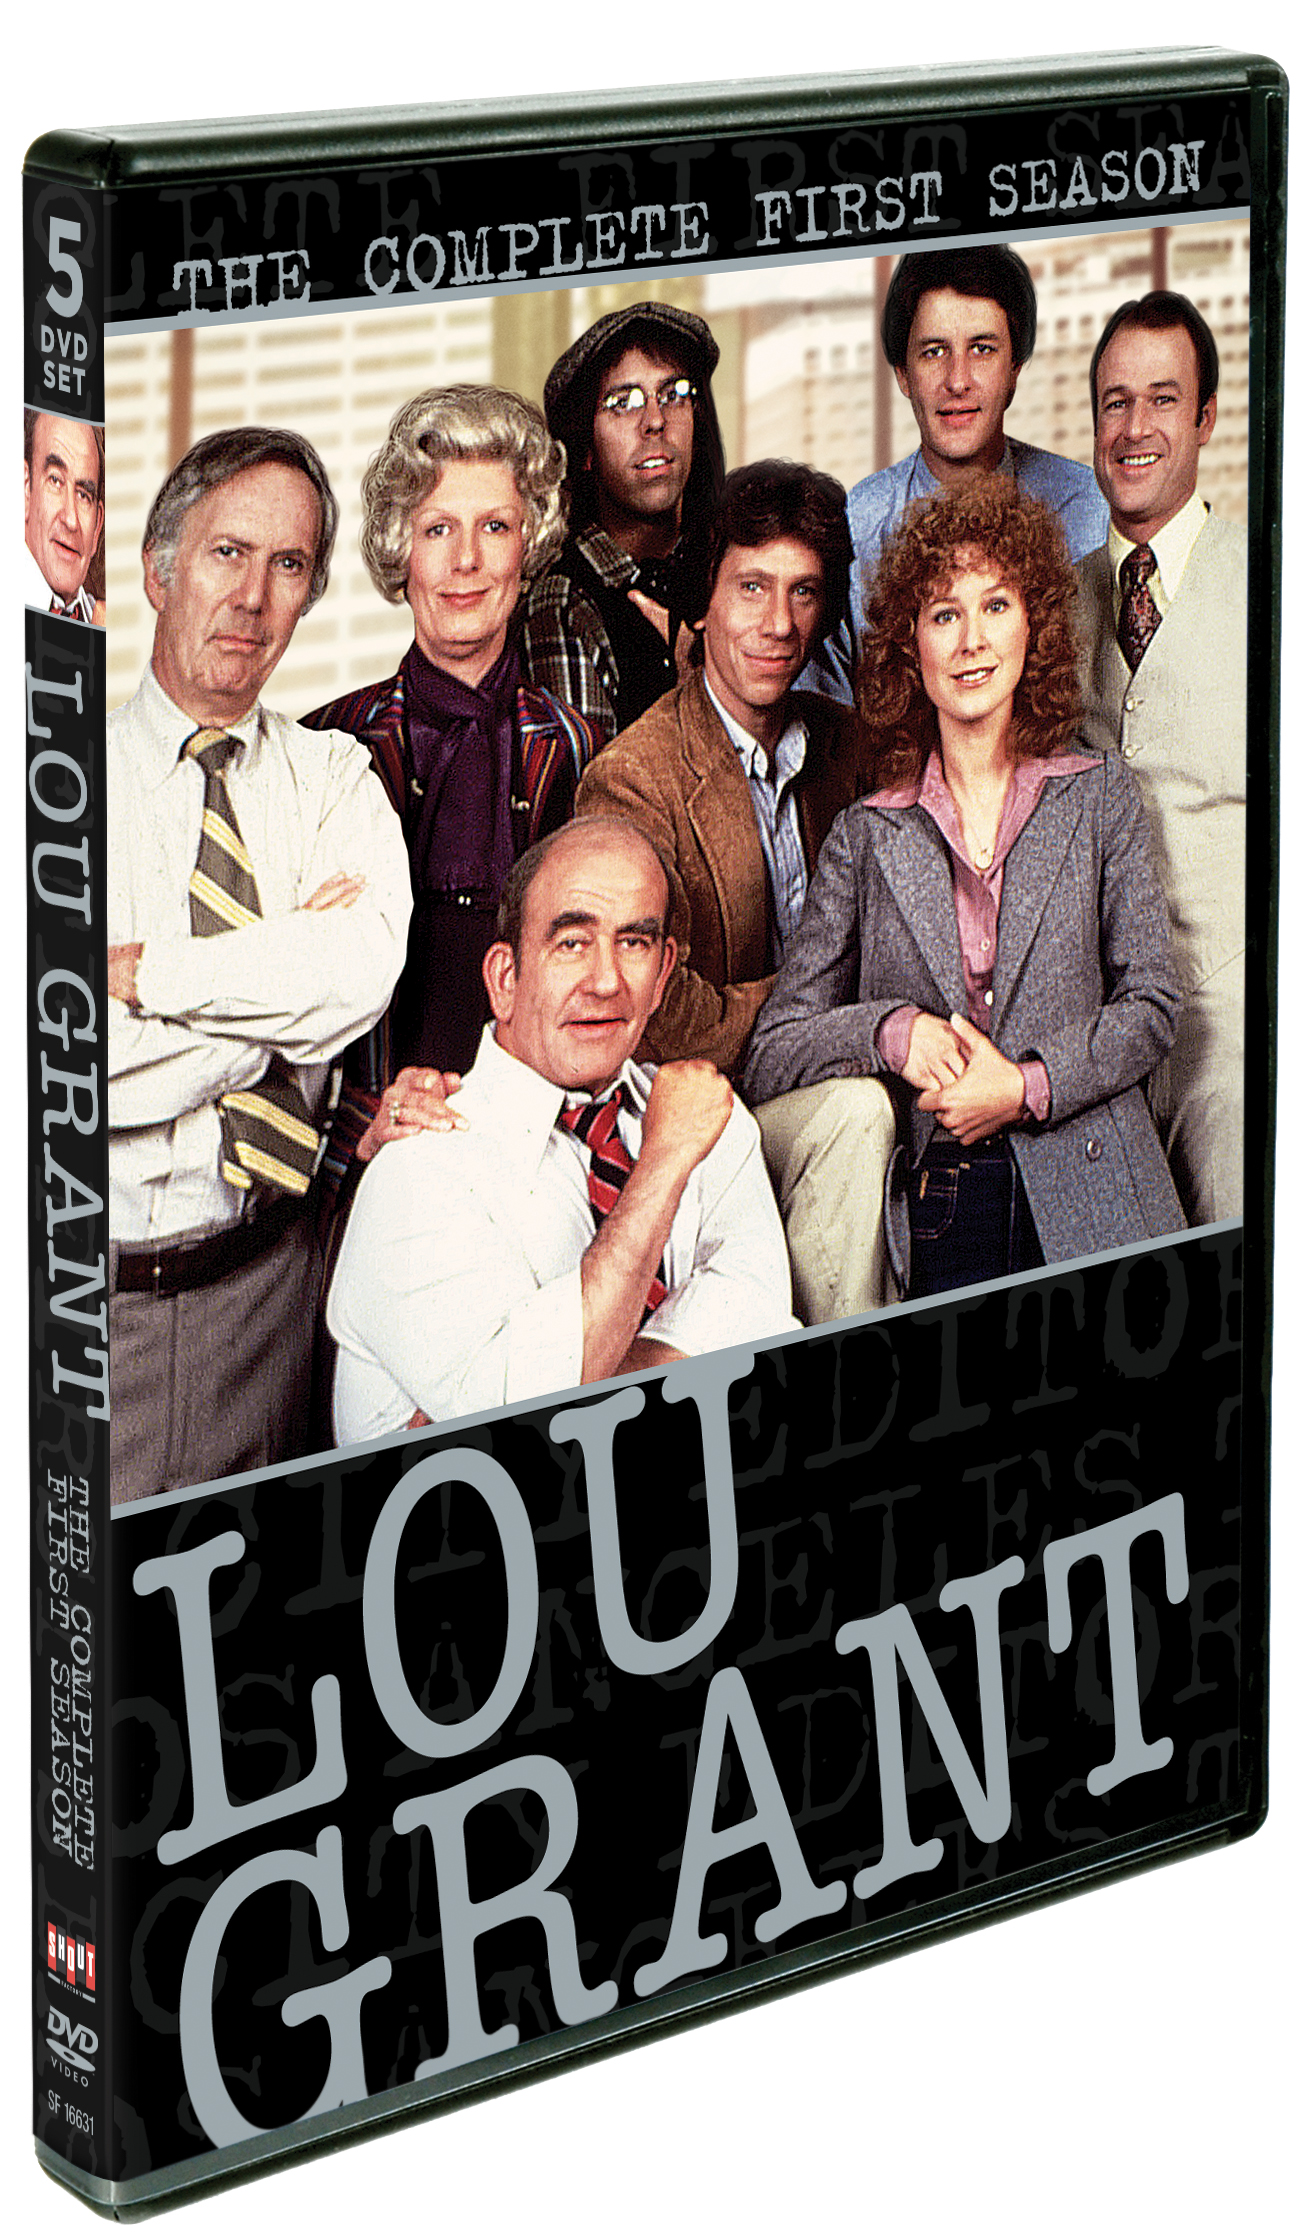 THE COMPLETE FIRST SEASON
LOU
GRANT
5
DVD
SET
LOU GRANT
THE COMPLETE
FIRST SEASON
SHOUT
FACTORY
DVD
VIDEO
SF 16631